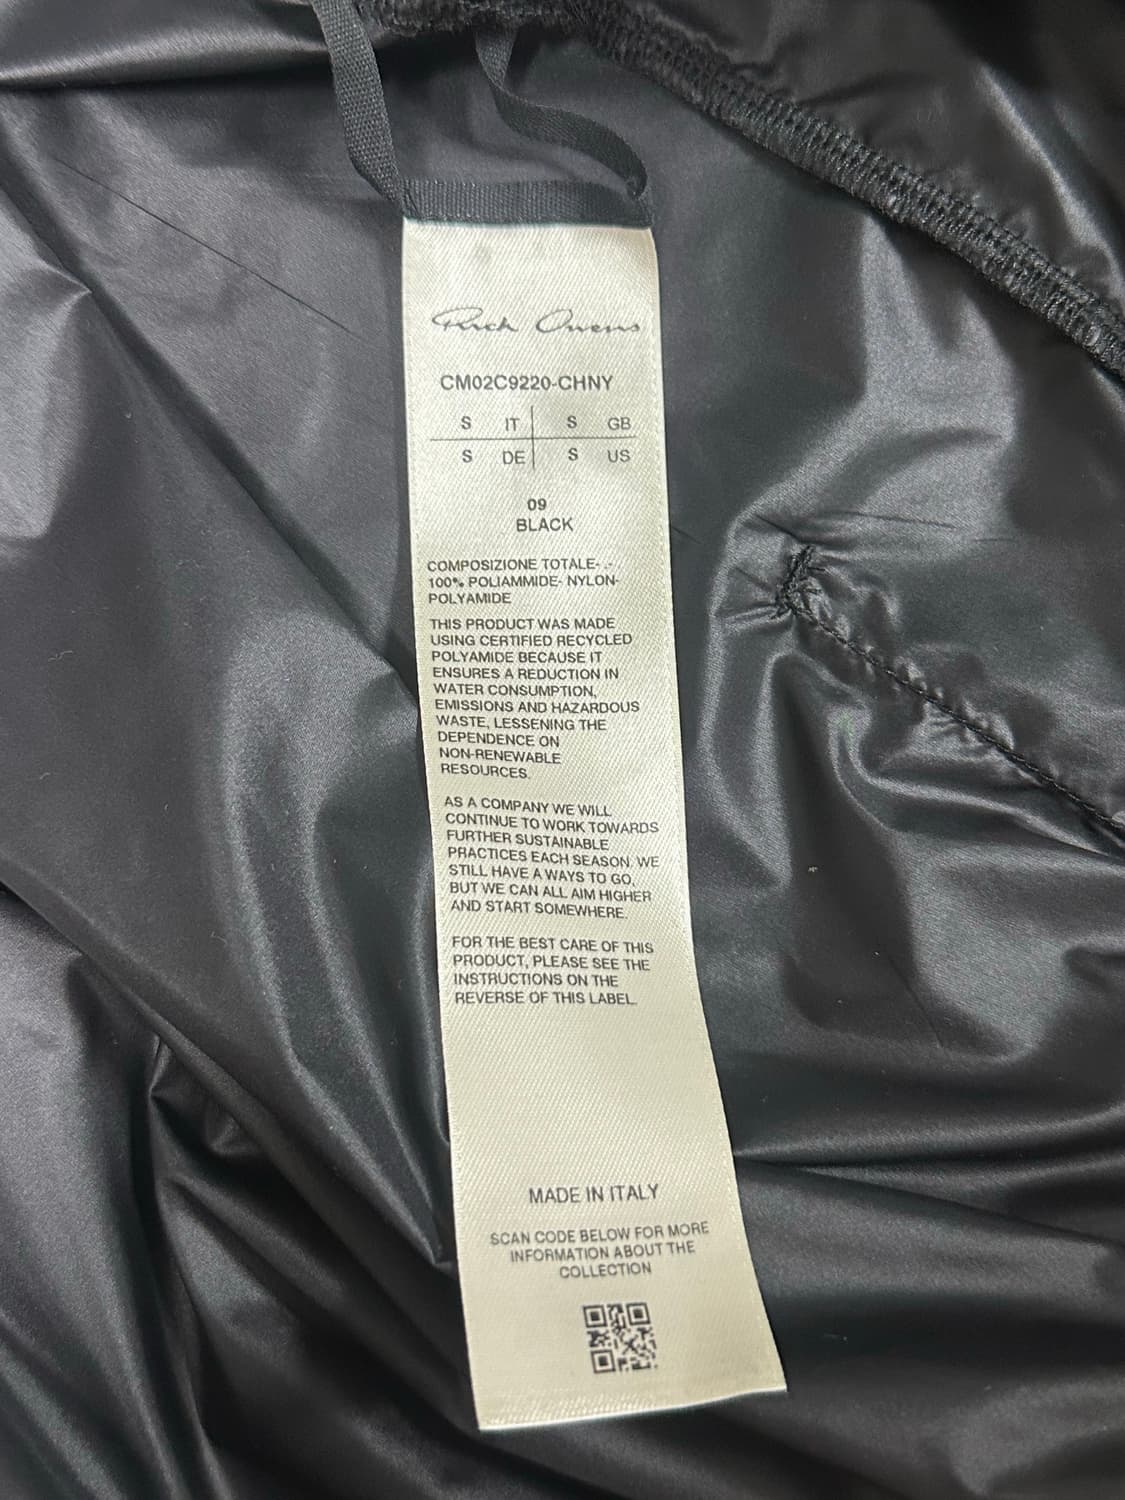 Rick Owens
CM02C9220-CHNY
S IT S GB
S DE S US
09
BLACK
COMPOSIZIONE TOTALE- .-
100% POLIAMMIDE- NYLON-
POLYAMIDE
THIS PRODUCT WAS MADE
USING CERTIFIED RECYCLED
POLYAMIDE BECAUSE IT
ENSURES A REDUCTION IN
WATER CONSUMPTION,
EMISSIONS AND HAZARDOUS
WASTE, LESSENING THE
DEPENDENCE ON
NON-RENEWABLE
RESOURCES.
AS A COMPANY WE WILL
CONTINUE TO WORK TOWARDS
FURTHER SUSTAINABLE
PRACTICES EACH SEASON. WE
STILL HAVE A WAYS TO GO,
BUT WE CAN ALL AIM HIGHER
AND START SOMEWHERE.
FOR THE BEST CARE OF THIS
PRODUCT, PLEASE SEE THE
INSTRUCTIONS ON THE
REVERSE OF THIS LABEL.
MADE IN ITALY
SCAN CODE BELOW FOR MORE
INFORMATION ABOUT THE
COLLECTION